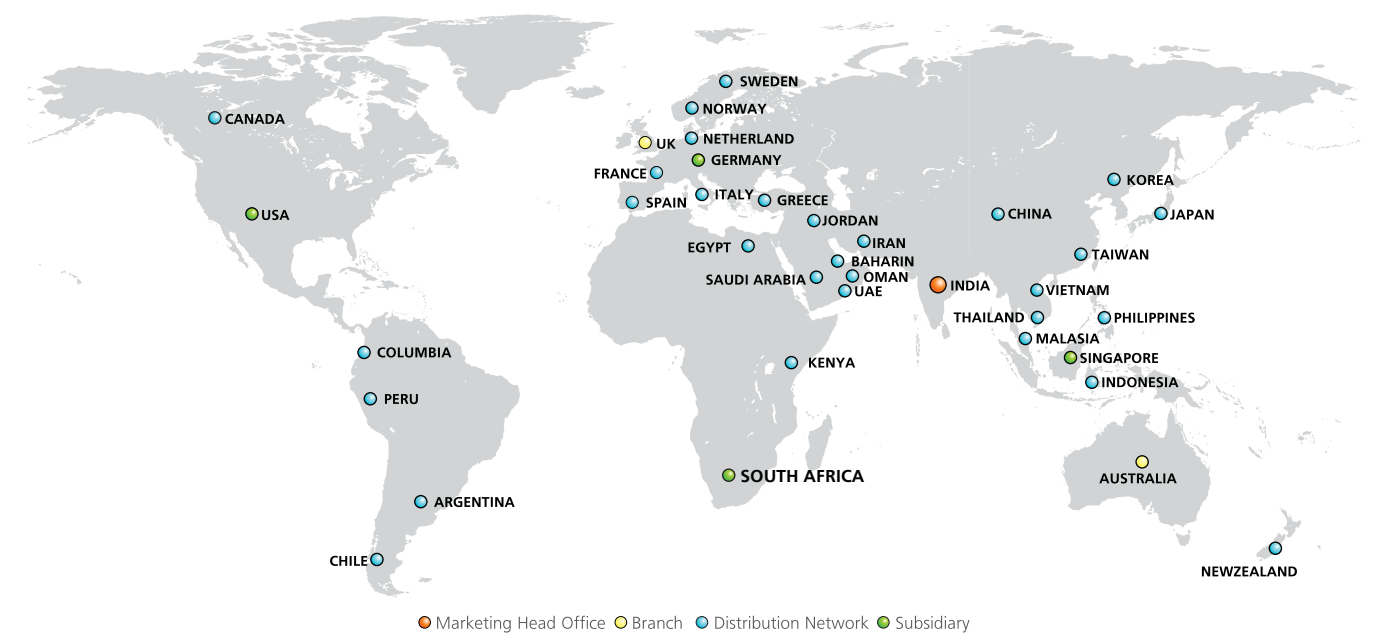 SWEDEN
CANADA
NORWAY
NETHERLAND
UK
GERMANY
FRANCE
KOREA
ITALY
SPAIN
GREECE
USA
CHINA
JAPAN
JORDAN
EGYPT
IRAN
TAIWAN
BAHARIN
SAUDI ARABIA
OMAN
UAE
INDIA
VIETNAM
THAILAND
PHILIPPINES
MALASIA
COLUMBIA
SINGAPORE
KENYA
INDONESIA
PERU
SOUTH AFRICA
AUSTRALIA
ARGENTINA
CHILE
NEWZEALAND
Marketing Head Office Branch Distribution Network Subsidiary